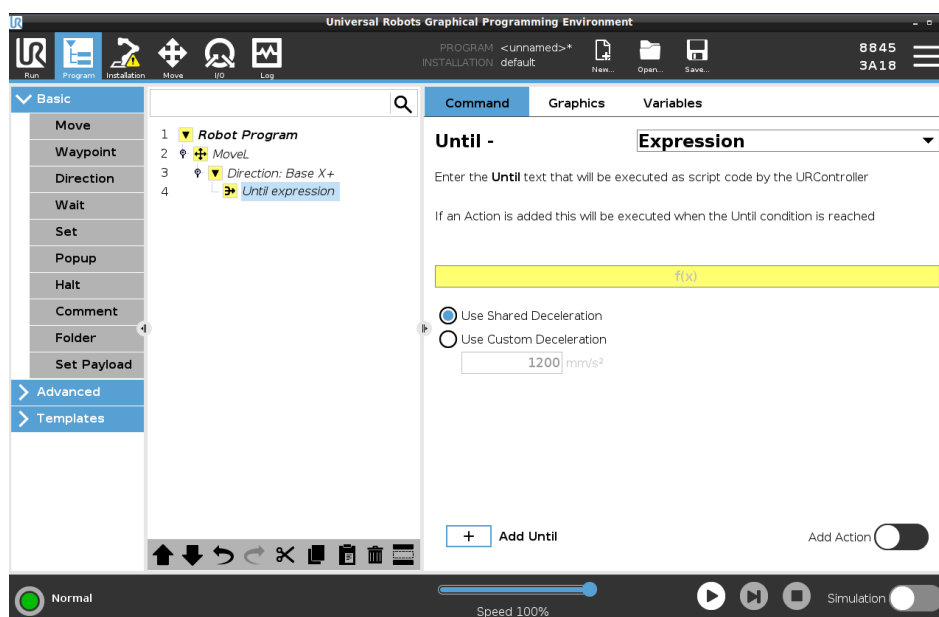 Universal Robots Graphical Programming Environment
UR
Run
Program
Installation
Move
I/O
Log
PROGRAM <unnamed>*
INSTALLATION default
New...
Open...
Save...
8845
3A18
Basic
Move
Waypoint
Direction
Wait
Set
Popup
Halt
Comment
Folder
Set Payload
Advanced
Templates
1 Robot Program
2 MoveL
3 Direction: Base X+
4 Until expression
Command Graphics Variables
Until - Expression
Enter the Until text that will be executed as script code by the URController
If an Action is added this will be executed when the Until condition is reached
f(x)
Use Shared Deceleration
Use Custom Deceleration
1200 mm/s²
+ Add Until
Add Action
Normal
Speed 100%
Simulation